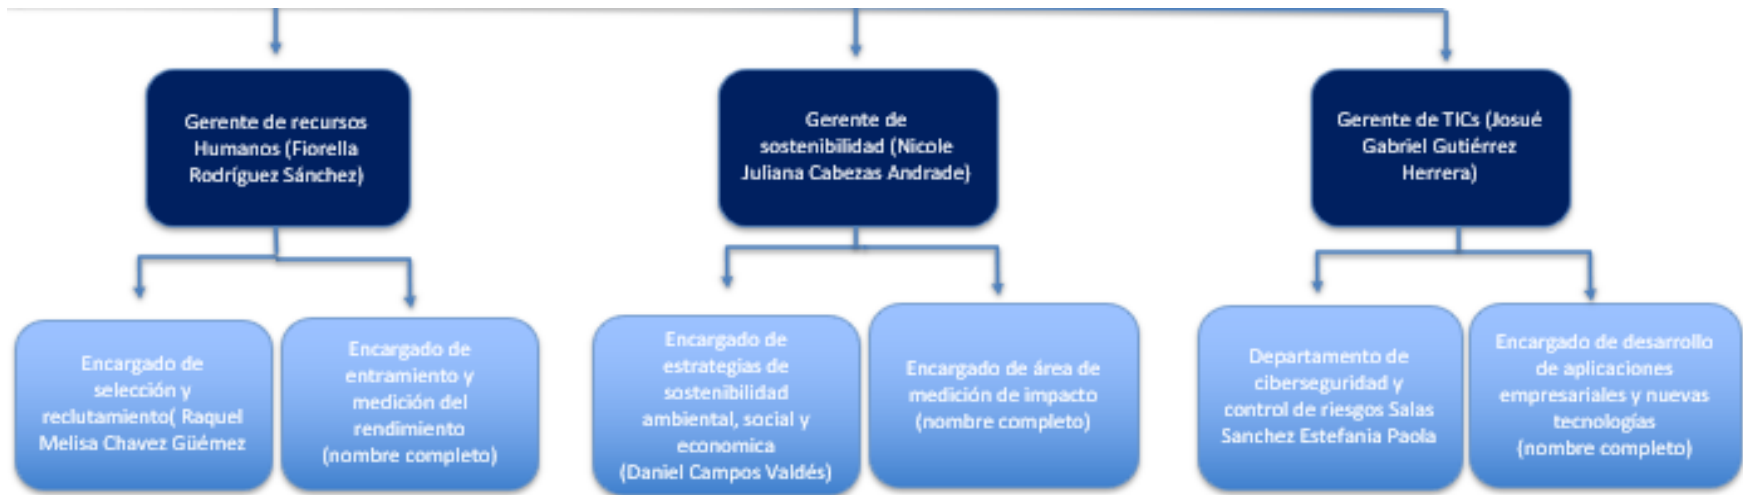 Gerente de recursos
Humanos (Fiorella
Rodríguez Sánchez)
Gerente de
sostenibilidad (Nicole
Juliana Cabezas Andrade)
Gerente de TICs (Josué
Gabriel Gutiérrez
Herrera)
Encargado de
selección y
reclutamiento( Raquel
Melisa Chavez Güémez
Encargado de
entramiento y
medición del
rendimiento
(nombre completo)
Encargado de
estrategias de
sostenibilidad
ambiental, social y
economica
(Daniel Campos Valdés)
Encargado de área de
medición de impacto
(nombre completo)
Departamento de
ciberseguridad y
control de riesgos Salas
Sanchez Estefania Paola
Encargado de desarrollo
de aplicaciones
empresariales y nuevas
tecnologías
(nombre completo)